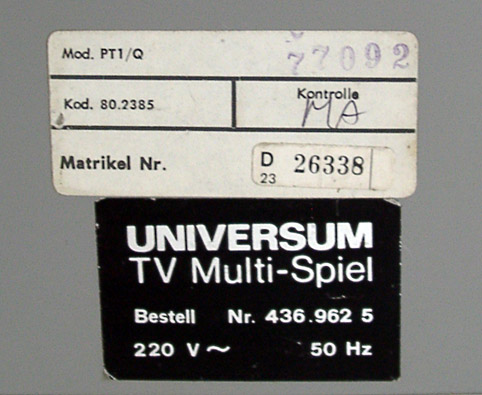 Mod. PT1/Q 77092
Kod. 80.2385 Kontrolle
MA
Matrikel Nr. D 23 26338
UNIVERSUM
TV Multi-Spiel
Bestell Nr. 436.962 5
220 V ~ 50 Hz